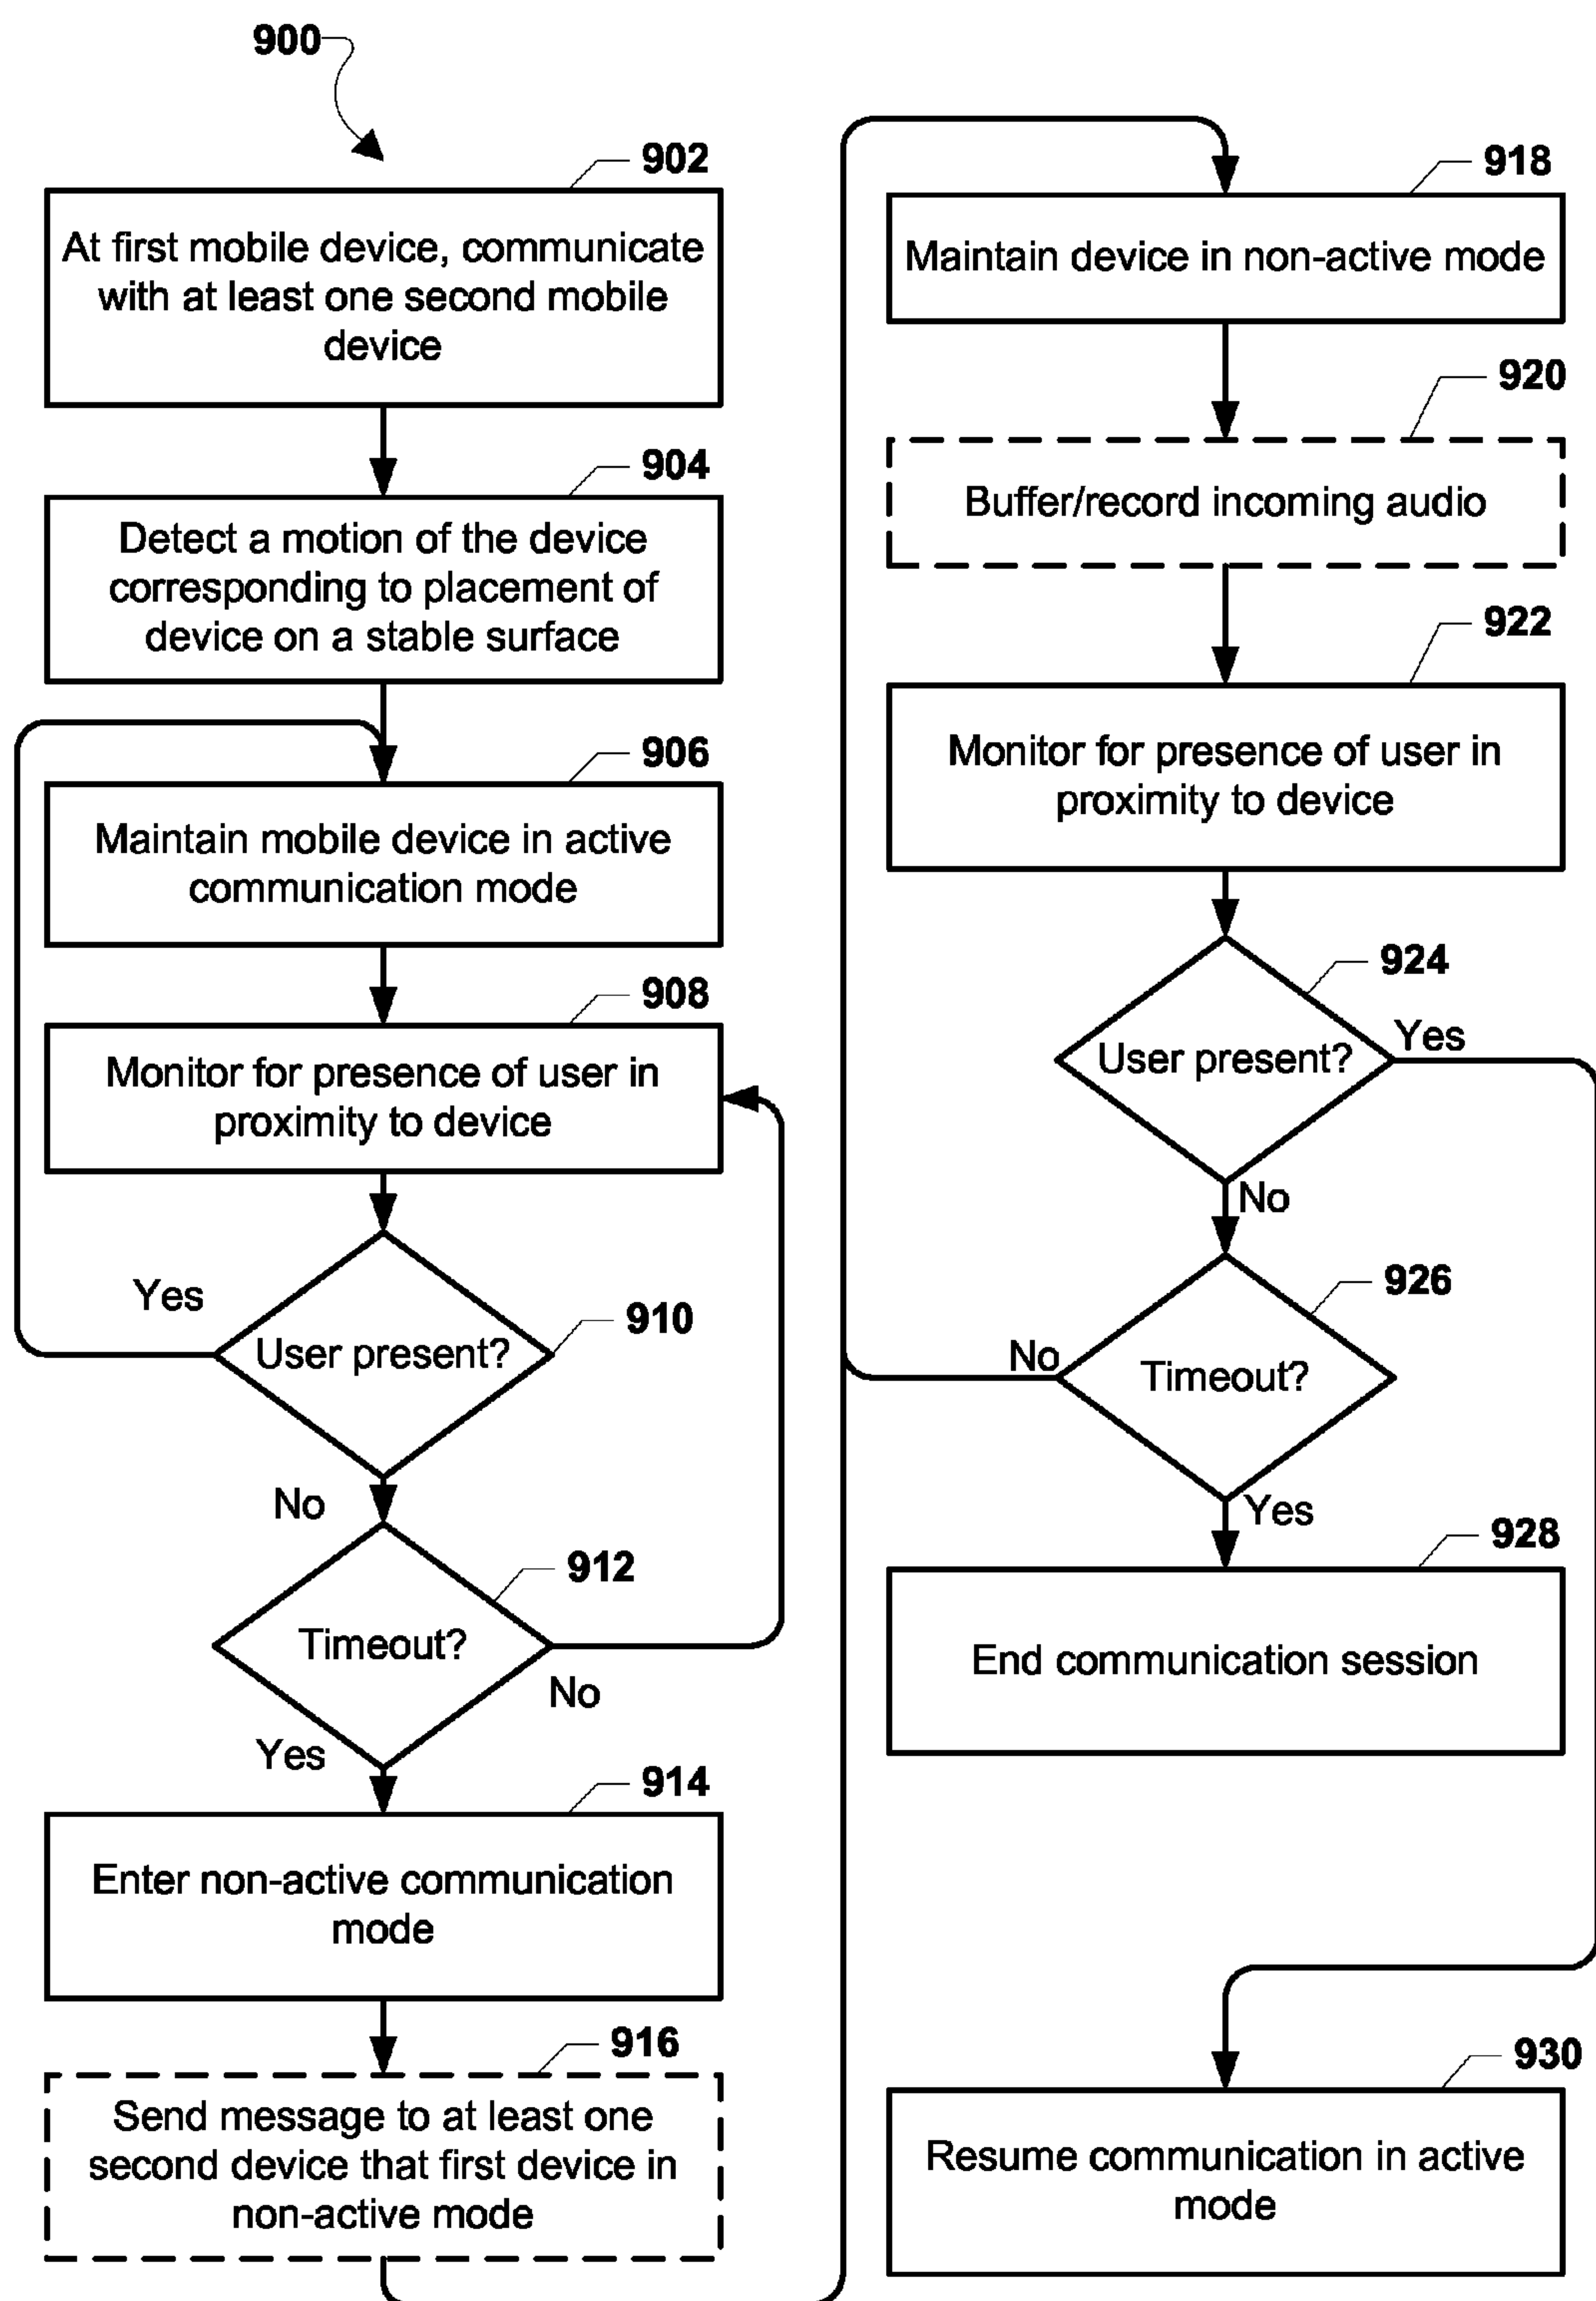 900
902
At first mobile device, communicate
with at least one second mobile
device
904
Detect a motion of the device
corresponding to placement of
device on a stable surface
906
Maintain mobile device in active
communication mode
908
Monitor for presence of user in
proximity to device
Yes
910
User present?
No
912
Timeout?
No
Yes
914
Enter non-active communication
mode
916
Send message to at least one
second device that first device in
non-active mode
918
Maintain device in non-active mode
920
Buffer/record incoming audio
922
Monitor for presence of user in
proximity to device
924
Yes
User present?
No
926
No
Timeout?
Yes
928
End communication session
930
Resume communication in active
mode